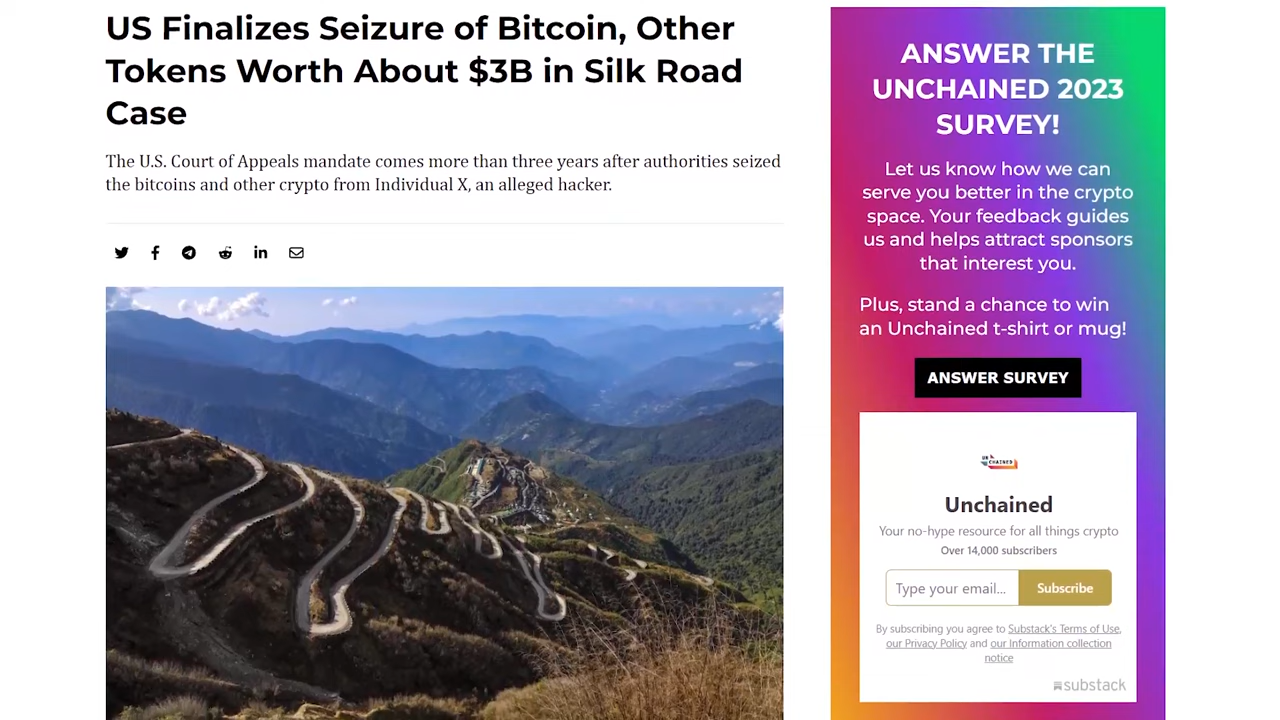 US Finalizes Seizure of Bitcoin, Other
Tokens Worth About $3B in Silk Road
Case
The U.S. Court of Appeals mandate comes more than three years after authorities seized
the bitcoins and other crypto from Individual X, an alleged hacker.
ANSWER THE
UNCHAINED 2023
SURVEY!
Let us know how we can
serve you better in the crypto
space. Your feedback guides
us and helps attract sponsors
that interest you.
Plus, stand a chance to win
an Unchained t-shirt or mug!
ANSWER SURVEY
UN
CHAINED
Unchained
Your no-hype resource for all things crypto
Over 14,000 subscribers
Type your email...
Subscribe
By subscribing you agree to Substack's Terms of Use,
our Privacy Policy and our Information collection
notice
substack